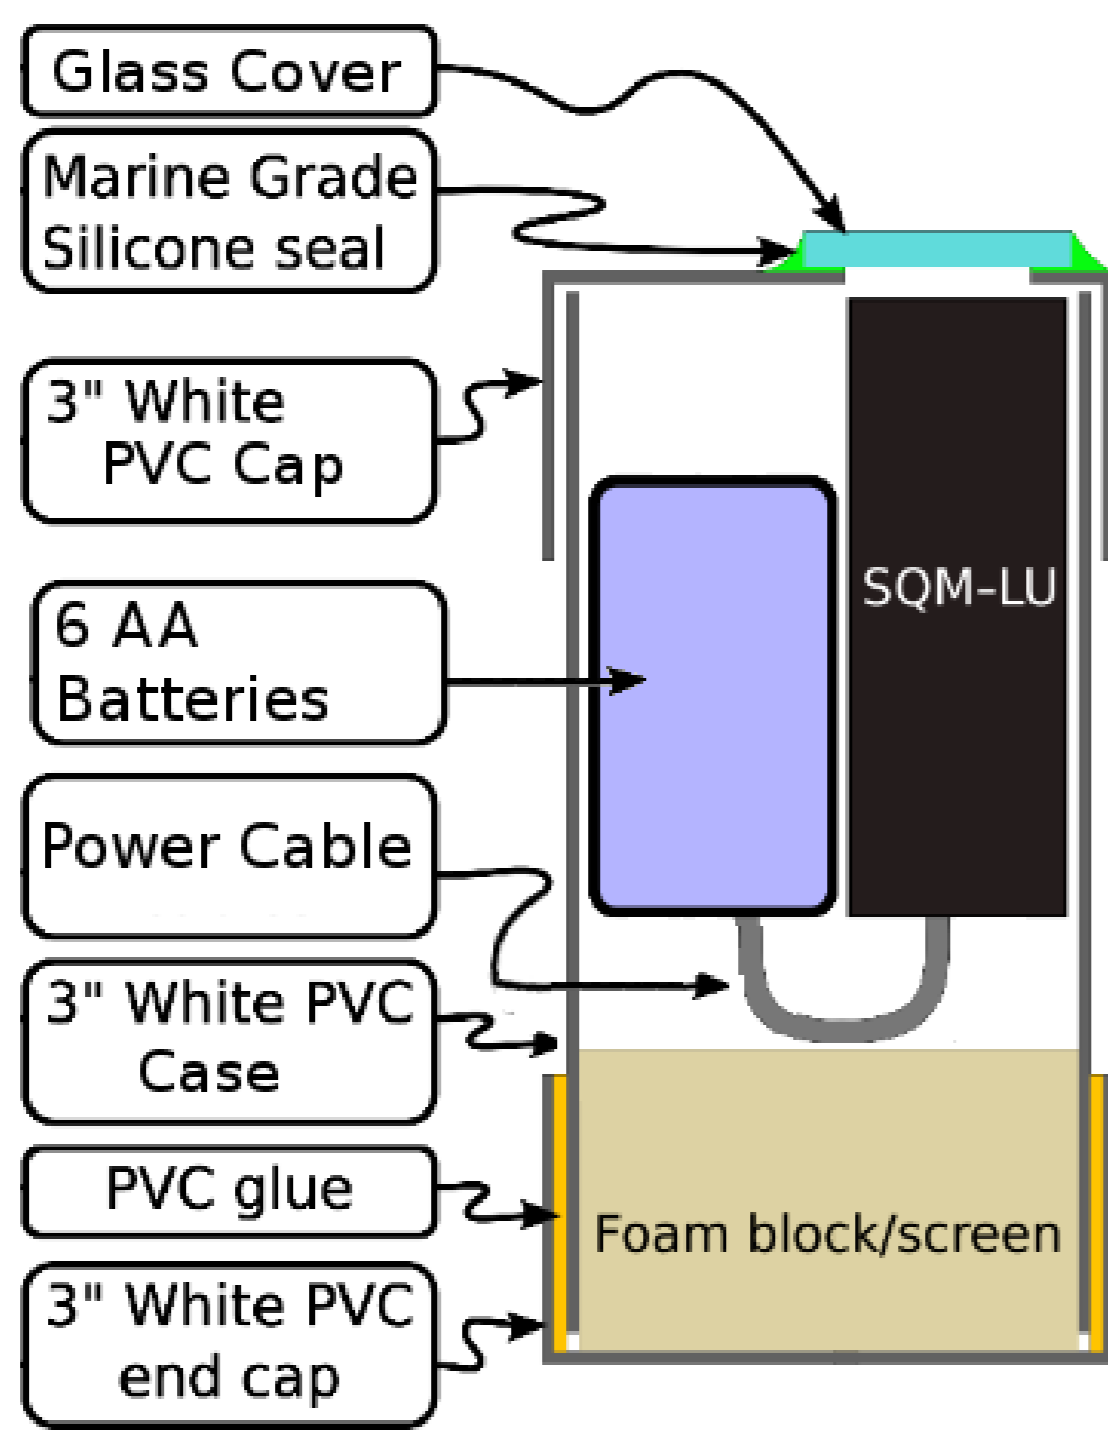 Glass Cover
Marine Grade
Silicone seal
3" White
PVC Cap
6 AA
Batteries
SQM–LU
Power Cable
3" White PVC
Case
PVC glue
Foam block/screen
3" White PVC
end cap